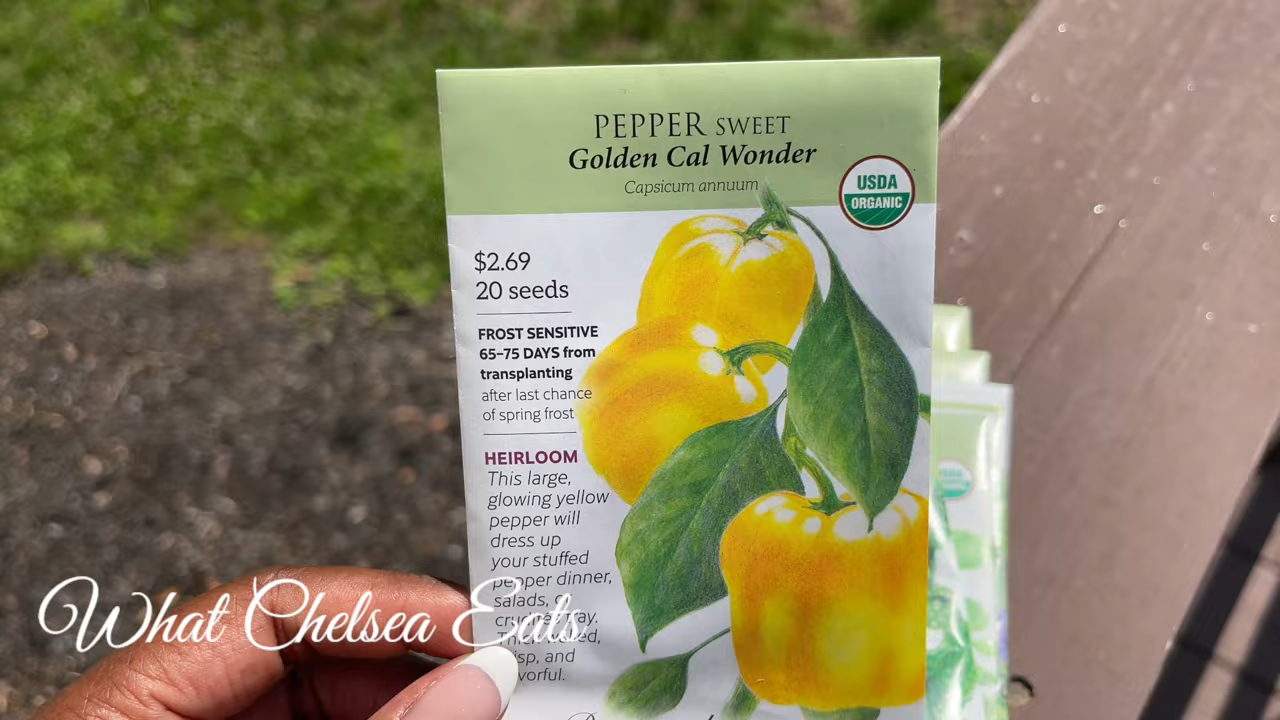 PEPPER SWEET
Golden Cal Wonder
Capsicum annuum
USDA
ORGANIC
$2.69
20 seeds
FROST SENSITIVE
65–75 DAYS from
transplanting
after last chance
of spring frost
HEIRLOOM
This large,
glowing yellow
pepper will
dress up
your stuffed
pepper dinner,
salads,
What Chelsea Eats